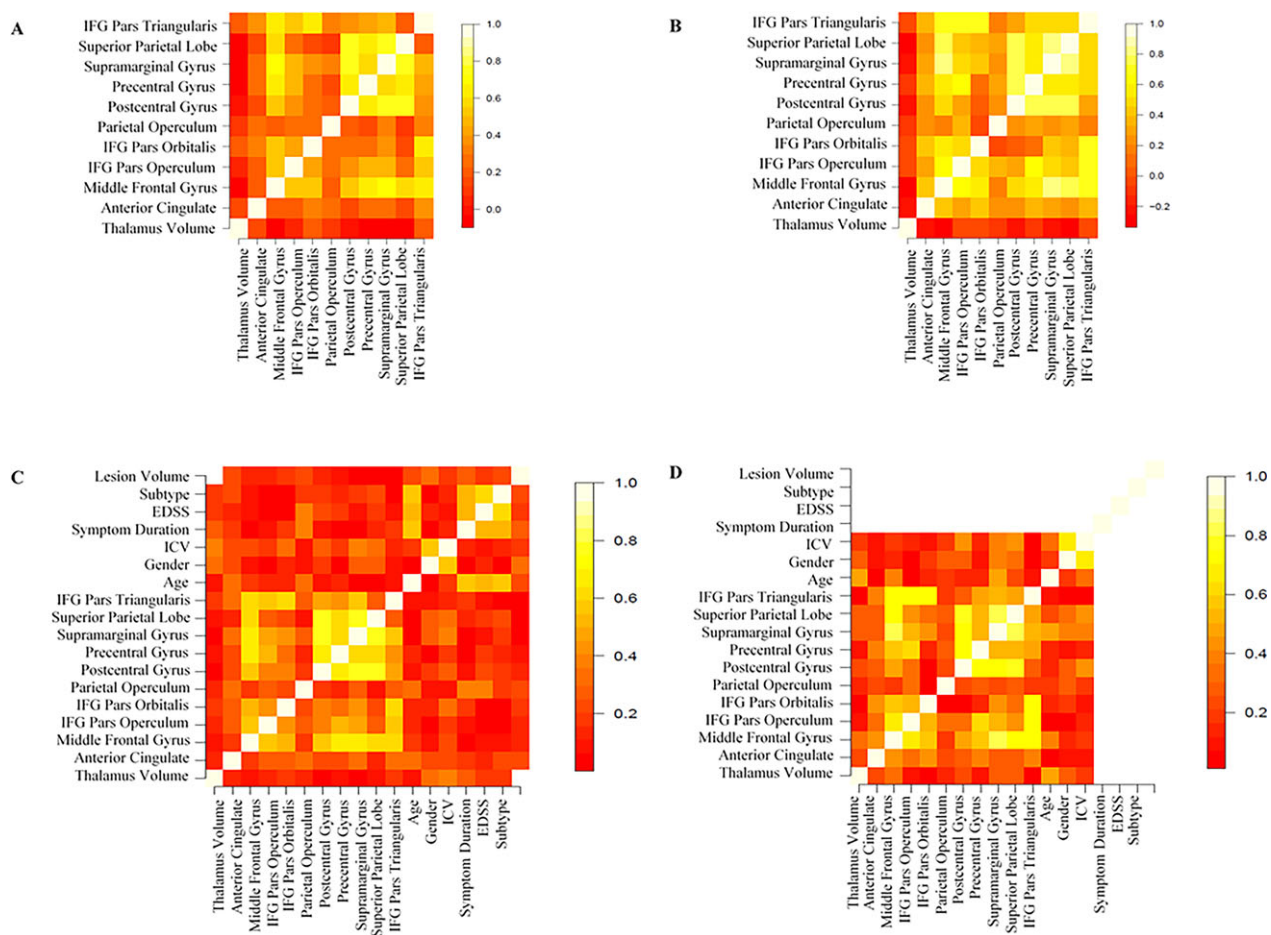 A
IFG Pars Triangularis
Superior Parietal Lobe
Supramarginal Gyrus
Precentral Gyrus
Postcentral Gyrus
Parietal Operculum
IFG Pars Orbitalis
IFG Pars Operculum
Middle Frontal Gyrus
Anterior Cingulate
Thalamus Volume
1.0
0.8
0.6
0.4
0.2
0.0
Thalamus Volume
Anterior Cingulate
Middle Frontal Gyrus
IFG Pars Operculum
IFG Pars Orbitalis
Parietal Operculum
Postcentral Gyrus
Precentral Gyrus
Supramarginal Gyrus
Superior Parietal Lobe
IFG Pars Triangularis
B
IFG Pars Triangularis
Superior Parietal Lobe
Supramarginal Gyrus
Precentral Gyrus
Postcentral Gyrus
Parietal Operculum
IFG Pars Orbitalis
IFG Pars Operculum
Middle Frontal Gyrus
Anterior Cingulate
Thalamus Volume
1.0
0.8
0.6
0.4
0.2
0.0
−0.2
Thalamus Volume
Anterior Cingulate
Middle Frontal Gyrus
IFG Pars Operculum
IFG Pars Orbitalis
Parietal Operculum
Postcentral Gyrus
Precentral Gyrus
Supramarginal Gyrus
Superior Parietal Lobe
IFG Pars Triangularis
C
Lesion Volume
Subtype
EDSS
Symptom Duration
ICV
Gender
Age
IFG Pars Triangularis
Superior Parietal Lobe
Supramarginal Gyrus
Precentral Gyrus
Postcentral Gyrus
Parietal Operculum
IFG Pars Orbitalis
IFG Pars Operculum
Middle Frontal Gyrus
Anterior Cingulate
Thalamus Volume
1.0
0.8
0.6
0.4
0.2
Thalamus Volume
Anterior Cingulate
Middle Frontal Gyrus
IFG Pars Operculum
IFG Pars Orbitalis
Parietal Operculum
Postcentral Gyrus
Precentral Gyrus
Supramarginal Gyrus
Superior Parietal Lobe
IFG Pars Triangularis
Age
Gender
ICV
Symptom Duration
EDSS
Subtype
D
Lesion Volume
Subtype
EDSS
Symptom Duration
ICV
Gender
Age
IFG Pars Triangularis
Superior Parietal Lobe
Supramarginal Gyrus
Precentral Gyrus
Postcentral Gyrus
Parietal Operculum
IFG Pars Orbitalis
IFG Pars Operculum
Middle Frontal Gyrus
Anterior Cingulate
Thalamus Volume
1.0
0.8
0.6
0.4
0.2
Thalamus Volume
Anterior Cingulate
Middle Frontal Gyrus
IFG Pars Operculum
IFG Pars Orbitalis
Parietal Operculum
Postcentral Gyrus
Precentral Gyrus
Supramarginal Gyrus
Superior Parietal Lobe
IFG Pars Triangularis
Age
Gender
ICV
Symptom Duration
EDSS
Subtype